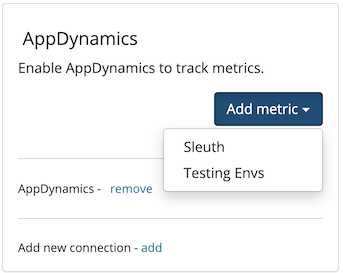 AppDynamics
Enable AppDynamics to track metrics.
Add metric
Sleuth
Testing Envs
AppDynamics - remove
Add new connection - add